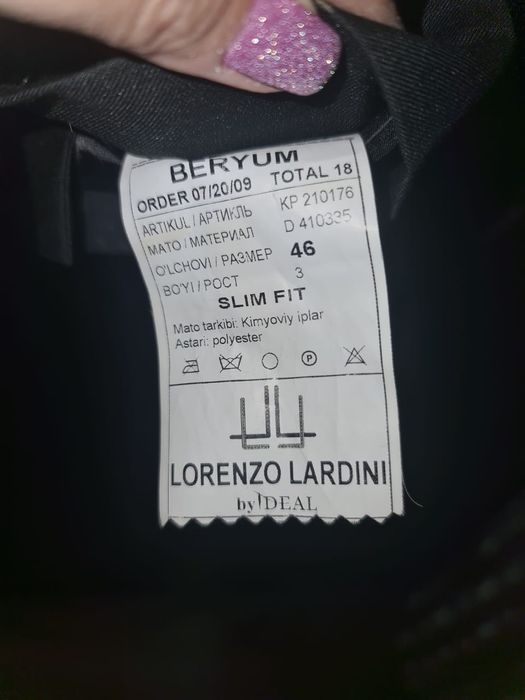 BERYUM
ORDER 07/20/09 TOTAL 18
ARTIKUL / АРТИКЛЬ KP 210176
MATO / МАТЕРИАЛ D 410335
O'LCHOVI / РАЗМЕР 46
BO'YI / РОСТ 3
SLIM FIT
Mato tarkibi: Kimyoviy iplar
Astari: polyester
P
LORENZO LARDINI
by IDEAL